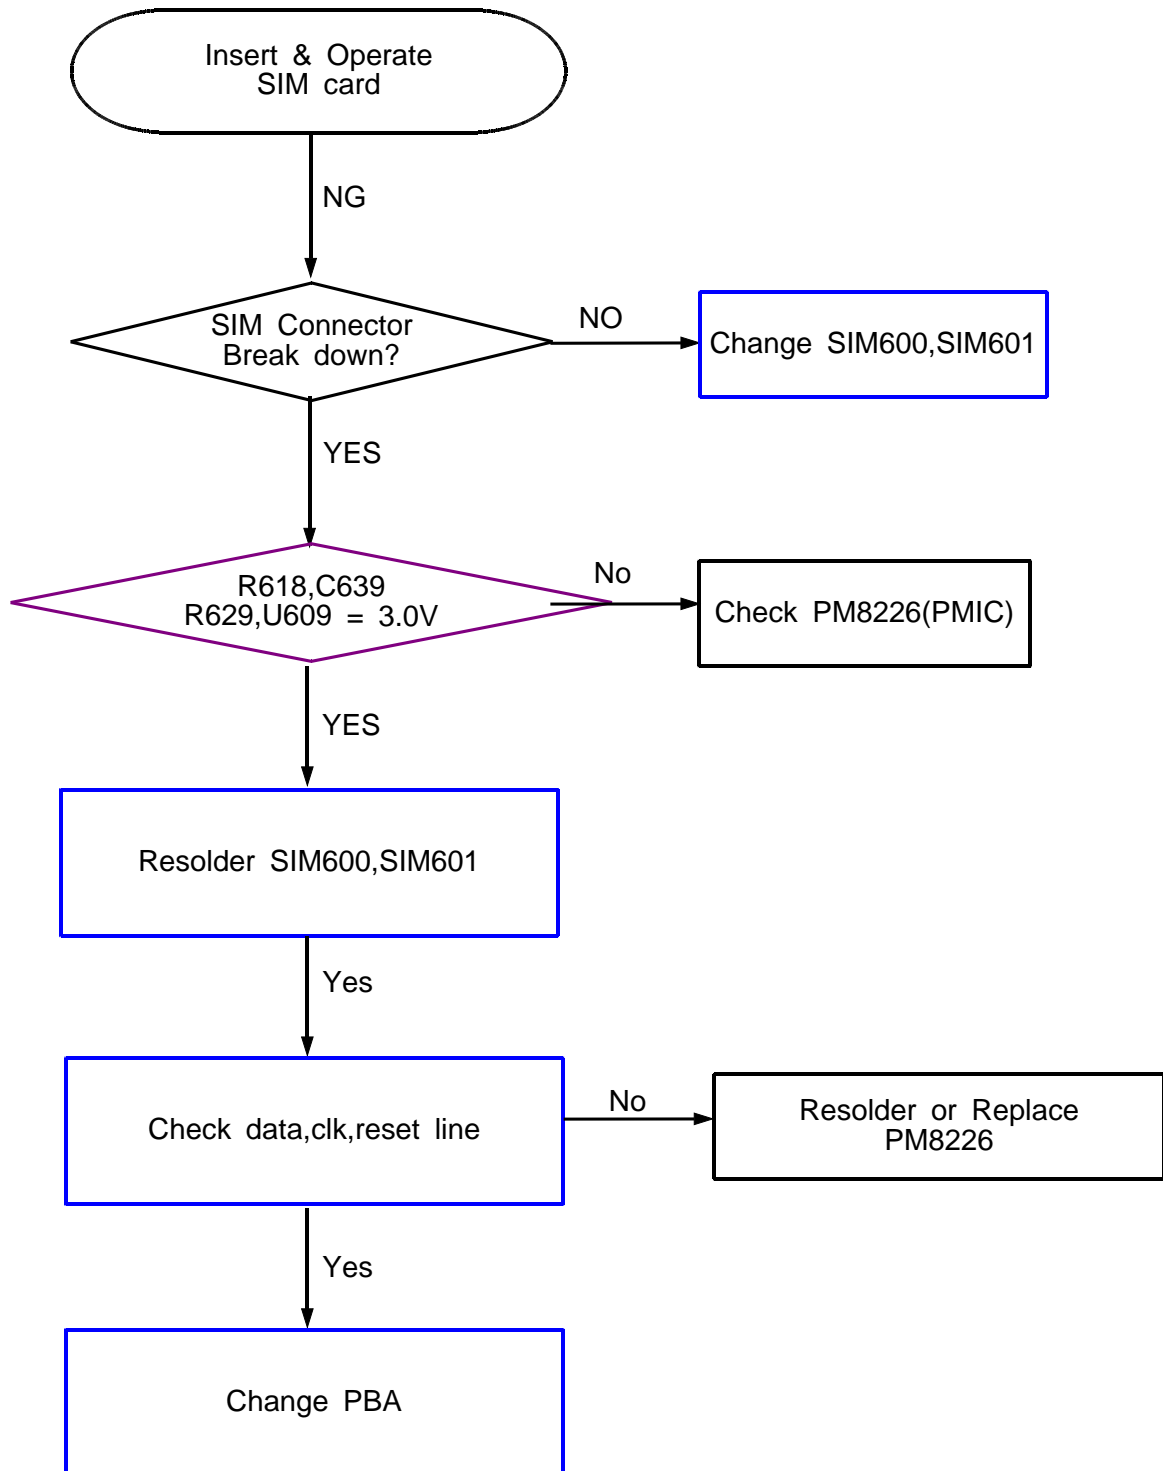 Insert & Operate
SIM card
NG
SIM Connector
Break down?
NO
Change SIM600,SIM601
YES
R618,C639
R629,U609 = 3.0V
No
Check PM8226(PMIC)
YES
Resolder SIM600,SIM601
Yes
Check data,clk,reset line
No
Resolder or Replace
PM8226
Yes
Change PBA